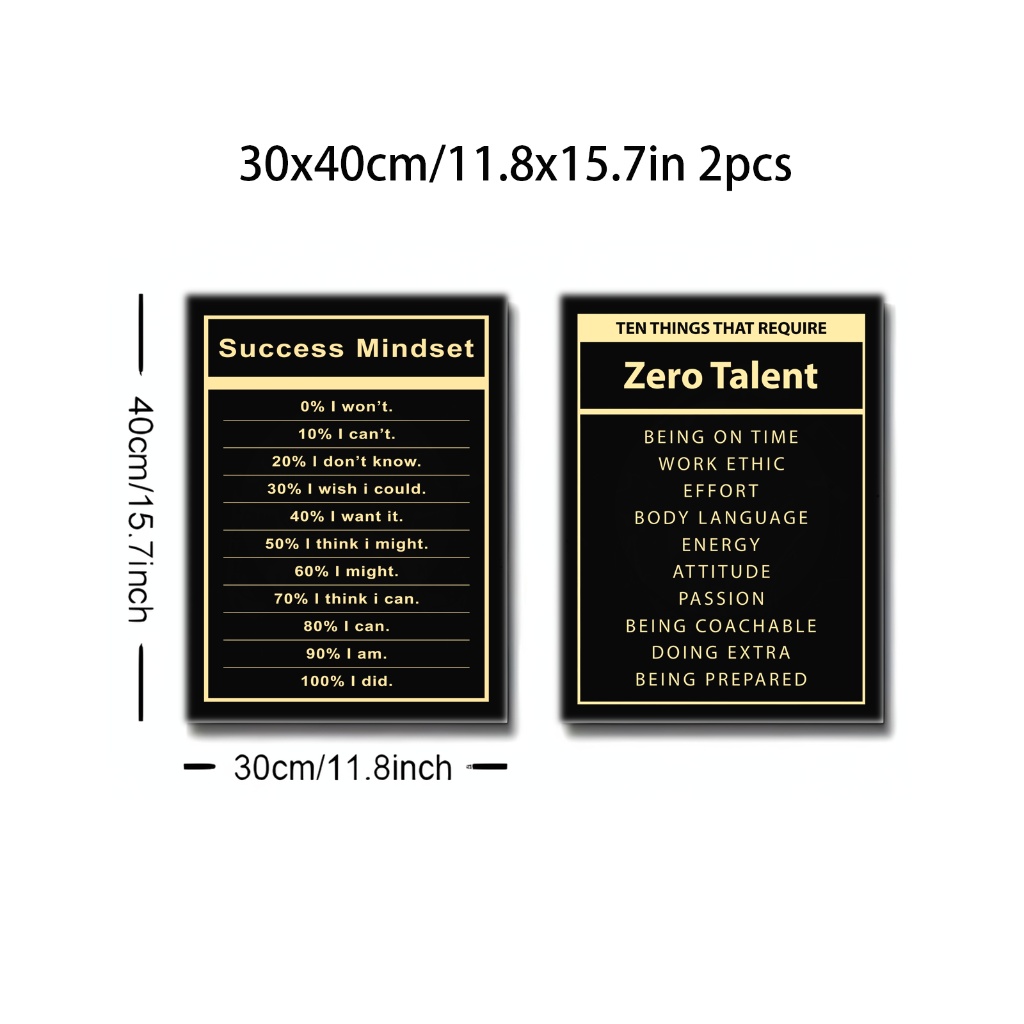 30x40cm/11.8x15.7in 2pcs
40cm/15.7inch
Success Mindset
0% I won’t.
10% I can’t.
20% I don’t know.
30% I wish i could.
40% I want it.
50% I think i might.
60% I might.
70% I think i can.
80% I can.
90% I am.
100% I did.
TEN THINGS THAT REQUIRE
Zero Talent
BEING ON TIME
WORK ETHIC
EFFORT
BODY LANGUAGE
ENERGY
ATTITUDE
PASSION
BEING COACHABLE
DOING EXTRA
BEING PREPARED
30cm/11.8inch